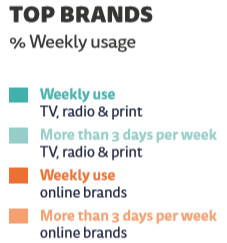 TOP BRANDS
% Weekly usage
Weekly use
TV, radio & print
More than 3 days per week
TV, radio & print
Weekly use
online brands
More than 3 days per week
online brands